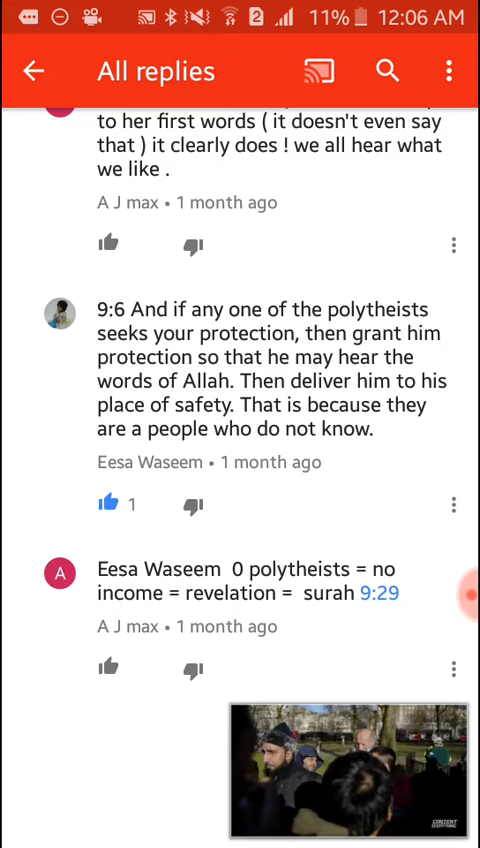 2
11%
12:06 AM
All replies
to her first words ( it doesn't even say
that ) it clearly does ! we all hear what
we like .
A J max • 1 month ago
9:6 And if any one of the polytheists
seeks your protection, then grant him
protection so that he may hear the
words of Allah. Then deliver him to his
place of safety. That is because they
are a people who do not know.
Eesa Waseem • 1 month ago
1
A
Eesa Waseem  0 polytheists = no
income = revelation =  surah 9:29
A J max • 1 month ago